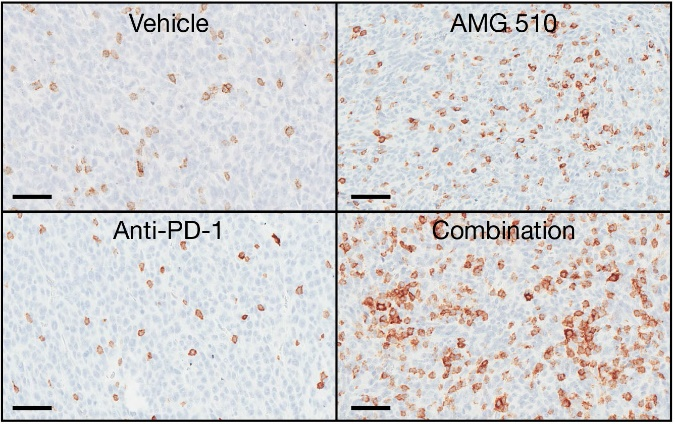 Vehicle
AMG 510
Anti-PD-1
Combination